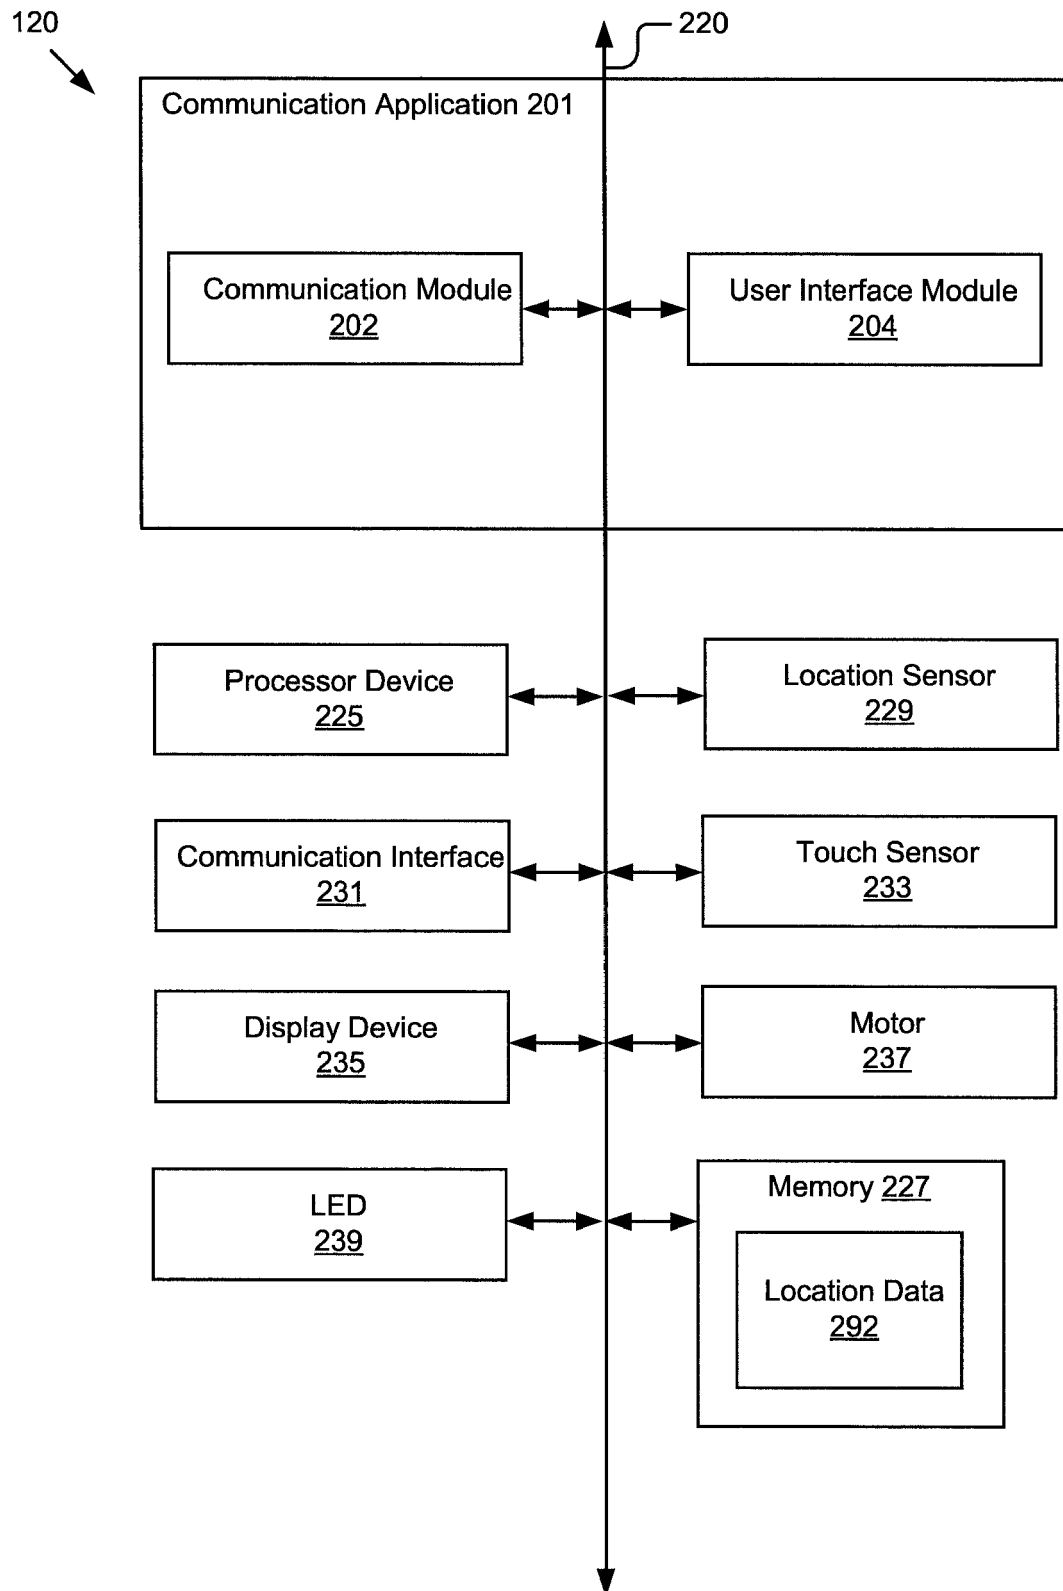 120
220
Communication Application 201
Communication Module
202
User Interface Module
204
Processor Device
225
Location Sensor
229
Communication Interface
231
Touch Sensor
233
Display Device
235
Motor
237
LED
239
Memory 227
Location Data
292